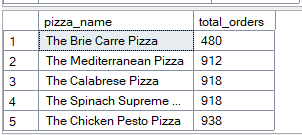 pizza_name total_orders
1 The Brie Carre Pizza 480
2 The Mediterranean Pizza 912
3 The Calabrese Pizza 918
4 The Spinach Supreme ... 918
5 The Chicken Pesto Pizza 938